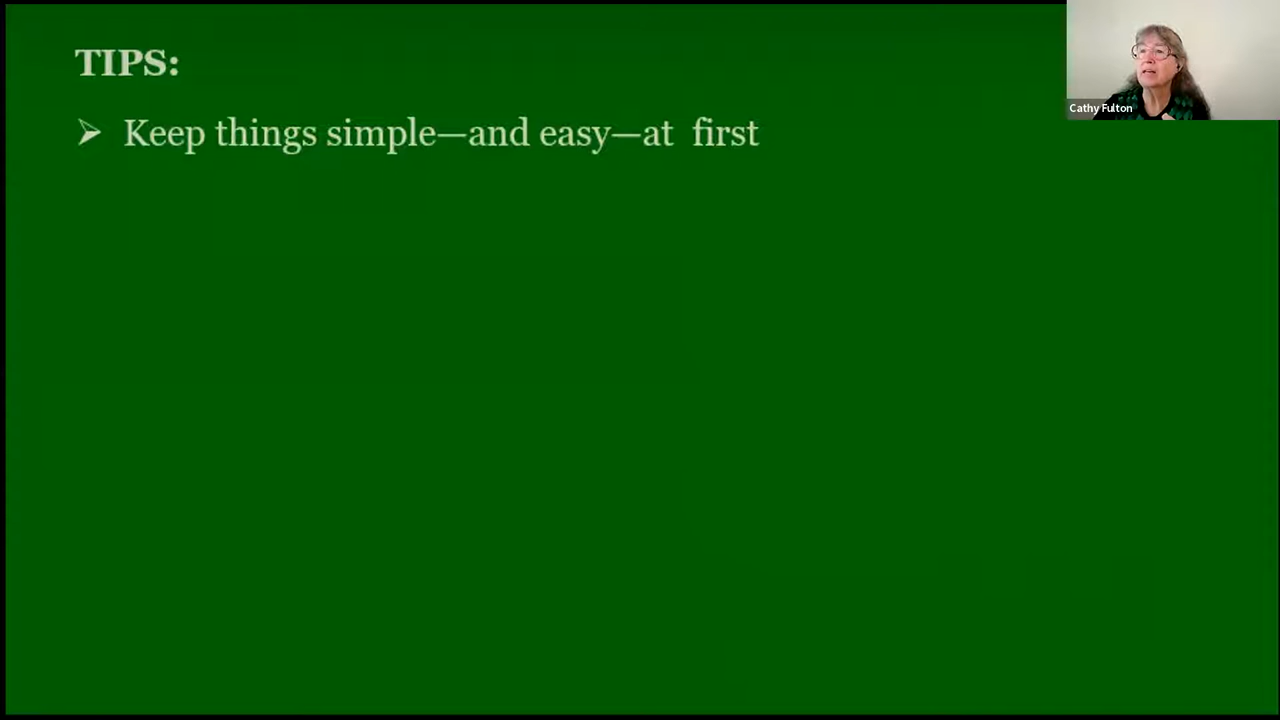 TIPS:
➢ Keep things simple—and easy—at first
Cathy Fulton